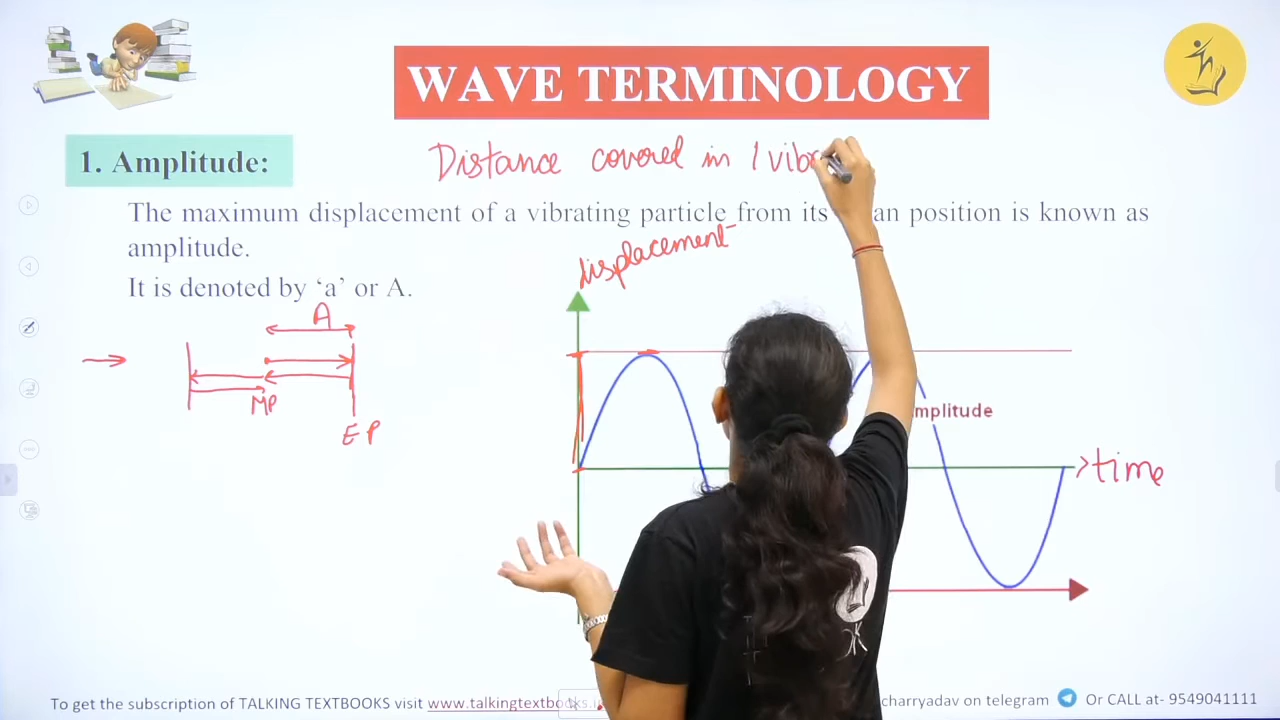 WAVE TERMINOLOGY
1. Amplitude:
Distance covered in 1 vibr
The maximum displacement of a vibrating particle from its an position is known as
amplitude.
displacement
It is denoted by ‘a’ or A.
A
MP
EP
mplitude
time
To get the subscription of TALKING TEXTBOOKS visit www.talkingtextbooks.i charryadav on telegram Or CALL at- 9549041111